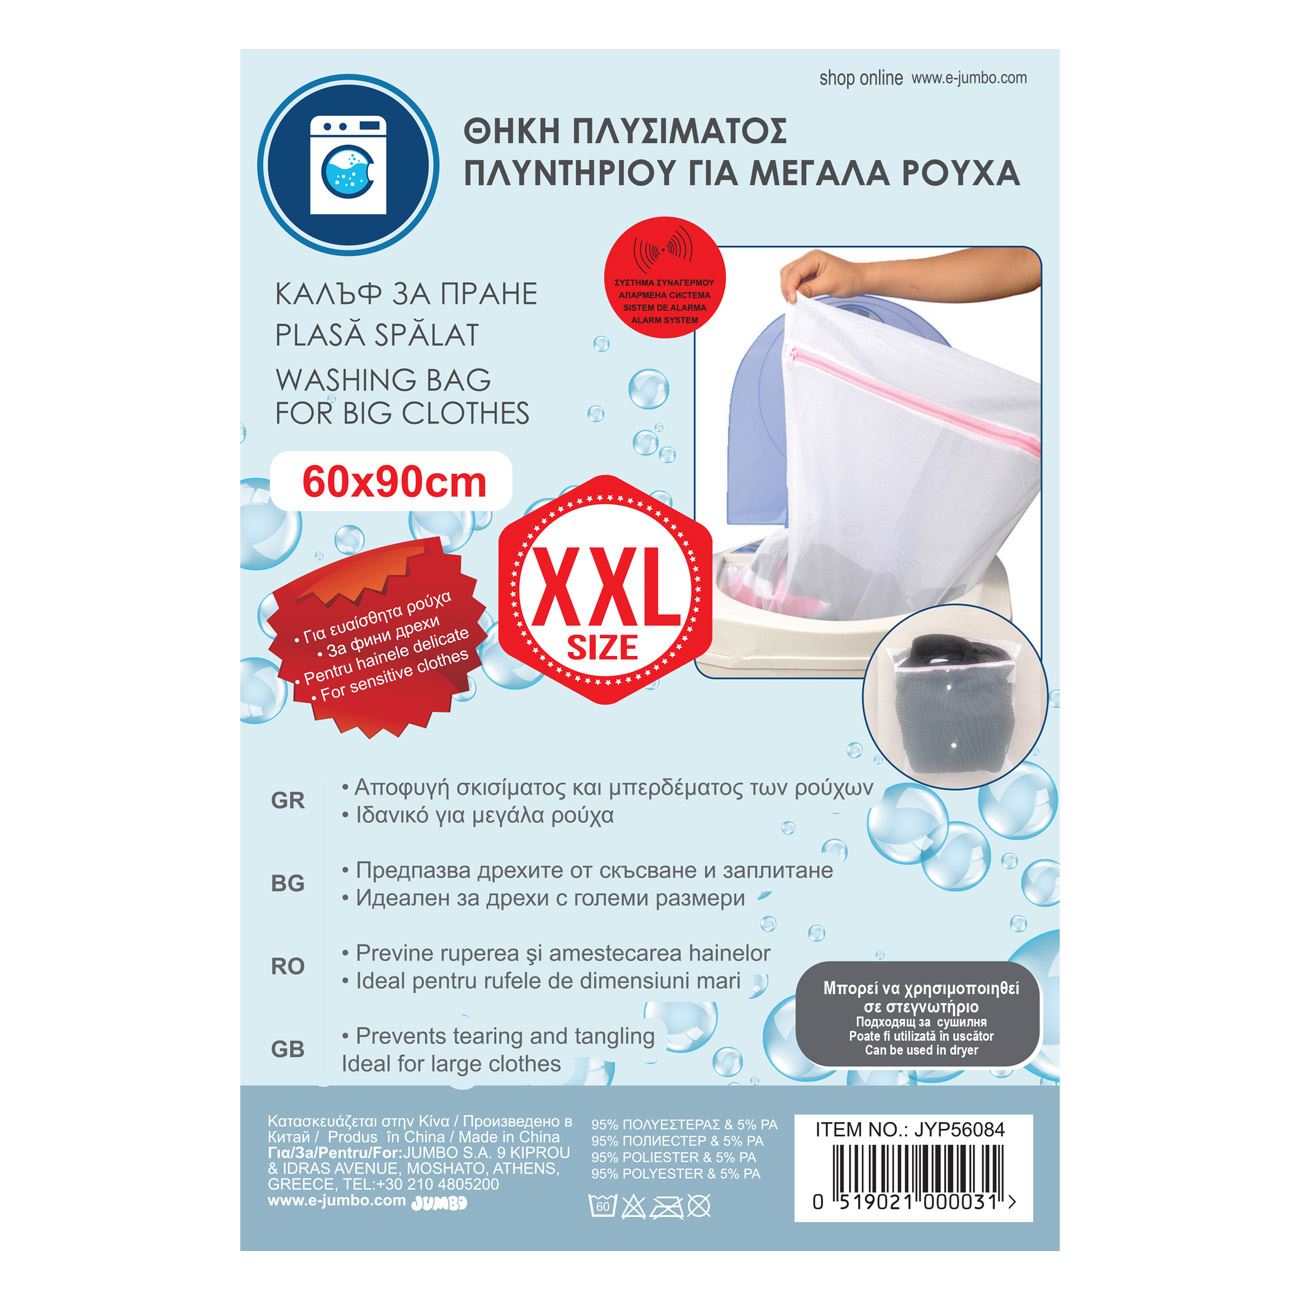 shop online www.e-jumbo.com
ΘΗΚΗ ΠΛΥΣΙΜΑΤΟΣ
ΠΛΥΝΤΗΡΙΟΥ ΓΙΑ ΜΕΓΑΛΑ ΡΟΥΧΑ
ΣΥΣΤΗΜΑ ΣΥΝΑΓΕΡΜΟΥ
АЛАРМЕНА СИСТЕМА
SISTEM DE ALARMA
ALARM SYSTEM
КАЛЪФ ЗА ПРАНЕ
PLASĂ SPĂLAT
WASHING BAG
FOR BIG CLOTHES
60x90cm
XXL
SIZE
• Για ευαίσθητα ρούχα
• За фини дрехи
• Pentru hainele delicate
• For sensitive clothes
GR
• Αποφυγή σκισίματος και μπερδέματος των ρούχων
• Ιδανικό για μεγάλα ρούχα
BG
• Предпазва дрехите от скъсване и заплитане
• Идеален за дрехи с големи размери
RO
• Previne ruperea şi amestecarea hainelor
• Ideal pentru rufele de dimensiuni mari
GB
• Prevents tearing and tangling
Ideal for large clothes
Μπορεί να χρησιμοποιηθεί
σε στεγνωτήριο
Подходящ за сушилня
Poate fi utilizată în uscător
Can be used in dryer
Κατασκευάζεται στην Κίνα / Произведено в
Китай / Produs în China / Made in China
Για/За/Pentru/For:JUMBO S.A. 9 KIPROU
& IDRAS AVENUE, MOSHATO, ATHENS,
GREECE, TEL:+30 210 4805200
www.e-jumbo.com JUMBO
95% ΠΟΛΥΕΣΤΕΡΑΣ & 5% PA
95% ПОЛИЕСТЕР & 5% PA
95% POLIESTER & 5% PA
95% POLYESTER & 5% PA
60
ITEM NO.: JYP56084
0 519021 000031 >